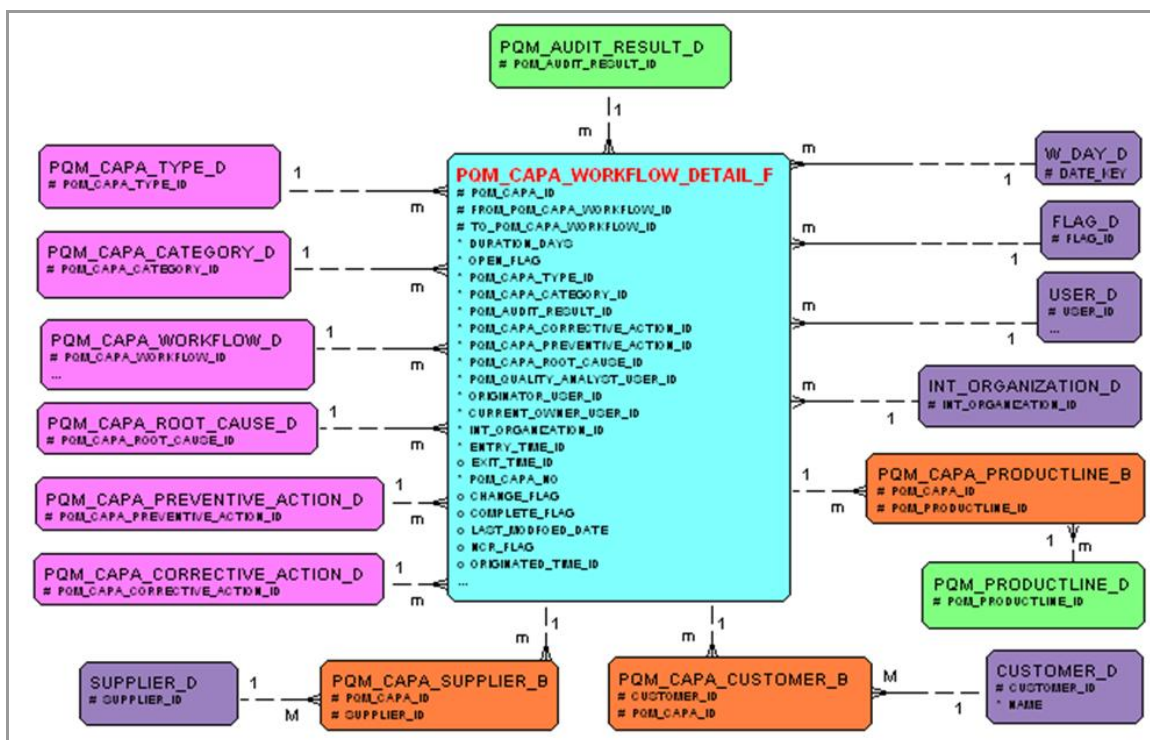 PQM_AUDIT_RESULT_D
# PQM_AUDIT_RESULT_ID
1
m
PQM_CAPA_TYPE_D
# PQM_CAPA_TYPE_ID
1
m
PQM_CAPA_CATEGORY_D
# PQM_CAPA_CATEGORY_ID
1
m
PQM_CAPA_WORKFLOW_D
# PQM_CAPA_WORKFLOW_ID
...
1
m
PQM_CAPA_ROOT_CAUSE_D
# PQM_CAPA_ROOT_CAUSE_ID
1
m
PQM_CAPA_PREVENTIVE_ACTION_D
# PQM_CAPA_PREVENTIVE_ACTION_ID
1
m
PQM_CAPA_CORRECTIVE_ACTION_D
# PQM_CAPA_CORRECTIVE_ACTION_ID
1
m
PQM_CAPA_WORKFLOW_DETAIL_F
# PQM_CAPA_ID
# FROM_PQM_CAPA_WORKFLOW_ID
# TO_PQM_CAPA_WORKFLOW_ID
* DURATION_DAYS
* OPEN_FLAG
* PQM_CAPA_TYPE_ID
* PQM_CAPA_CATEGORY_ID
* PQM_AUDIT_RESULT_ID
* PQM_CAPA_CORRECTIVE_ACTION_ID
* PQM_CAPA_PREVENTIVE_ACTION_ID
* PQM_CAPA_ROOT_CAUSE_ID
* PQM_QUALITY_ANALYST_USER_ID
* ORIGINATOR_USER_ID
* CURRENT_OWNER_USER_ID
* INT_ORGANIZATION_ID
* ENTRY_TIME_ID
o EXIT_TIME_ID
* PQM_CAPA_NO
o CHANGE_FLAG
o COMPLETE_FLAG
o LAST_MODFOED_DATE
o NCR_FLAG
o ORIGINATED_TIME_ID
...
m
1
W_DAY_D
# DATE_KEY
m
1
FLAG_D
# FLAG_ID
m
1
USER_D
# USER_ID
...
m
1
INT_ORGANIZATION_D
# INT_ORGANIZATION_ID
1
m
PQM_CAPA_PRODUCTLINE_B
# PQM_CAPA_ID
# PQM_PRODUCTLINE_ID
1
m
PQM_PRODUCTLINE_D
# PQM_PRODUCTLINE_ID
1
m
1
m
SUPPLIER_D
# SUPPLIER_ID
1
M
PQM_CAPA_SUPPLIER_B
# PQM_CAPA_ID
# SUPPLIER_ID
PQM_CAPA_CUSTOMER_B
# CUSTOMER_ID
# PQM_CAPA_ID
M
1
CUSTOMER_D
# CUSTOMER_ID
* NAME